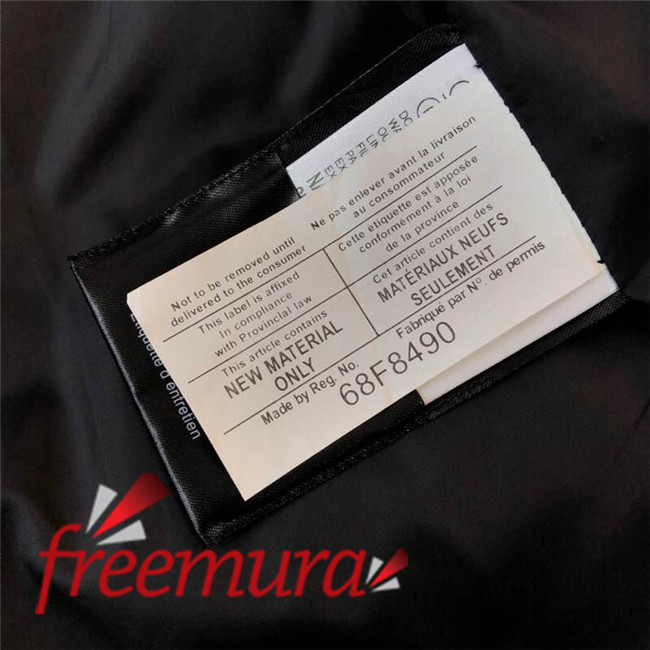 Not to be removed until
delivered to the consumer
Ne pas enlever avant la livraison
au consommateur
This label is affixed
In compliance
with Provincial law
Cette étiquette est apposée
conformément à la loi
de la province
This article contains
NEW MATERIAL
ONLY
Cet article contient des
MATÉRIAUX NEUFS
SEULEMENT
Made by Reg. No.
Fabriqué par N°. de permis
68F8490
Étiquette d'entretien
freemura